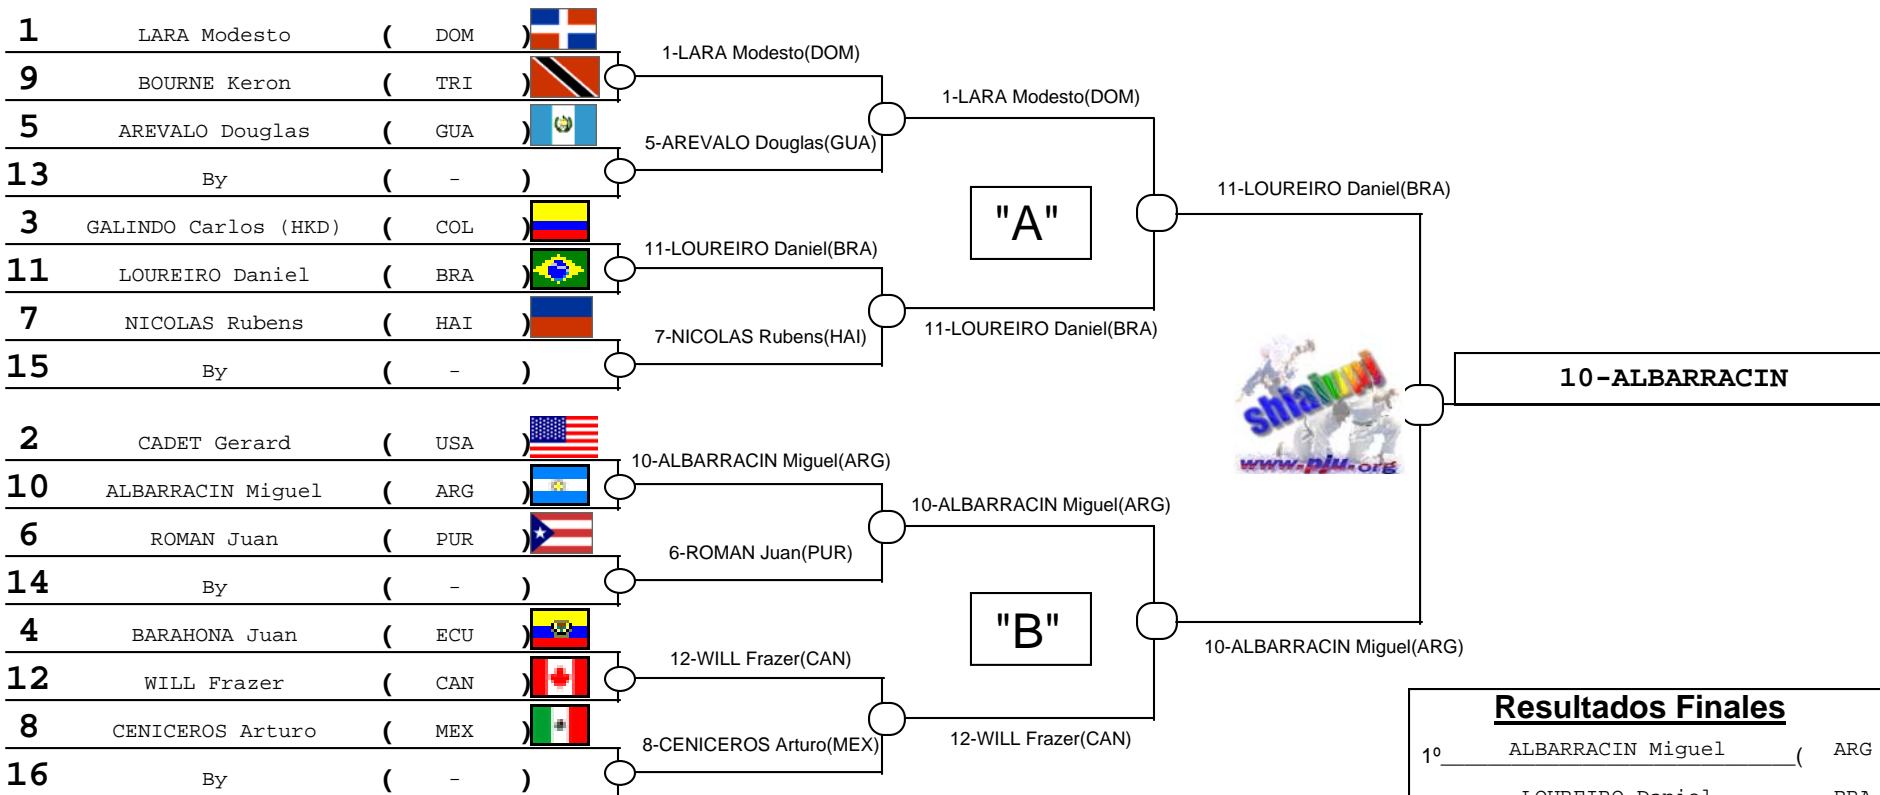 1 LARA Modesto ( DOM )
9 BOURNE Keron ( TRI )
5 AREVALO Douglas ( GUA )
13 By ( - )
3 GALINDO Carlos (HKD) ( COL )
11 LOUREIRO Daniel ( BRA )
7 NICOLAS Rubens ( HAI )
15 By ( - )
2 CADET Gerard ( USA )
10 ALBARRACIN Miguel ( ARG )
6 ROMAN Juan ( PUR )
14 By ( - )
4 BARAHONA Juan ( ECU )
12 WILL Frazer ( CAN )
8 CENICEROS Arturo ( MEX )
16 By ( - )
1-LARA Modesto(DOM)
5-AREVALO Douglas(GUA)
11-LOUREIRO Daniel(BRA)
7-NICOLAS Rubens(HAI)
10-ALBARRACIN Miguel(ARG)
6-ROMAN Juan(PUR)
12-WILL Frazer(CAN)
8-CENICEROS Arturo(MEX)
1-LARA Modesto(DOM)
"A"
11-LOUREIRO Daniel(BRA)
10-ALBARRACIN Miguel(ARG)
"B"
12-WILL Frazer(CAN)
11-LOUREIRO Daniel(BRA)
shiai
www.pju.org
10-ALBARRACIN Miguel(ARG)
10-ALBARRACIN
Resultados Finales
1º ALBARRACIN Miguel ( ARG
LOUREIRO Daniel BRA